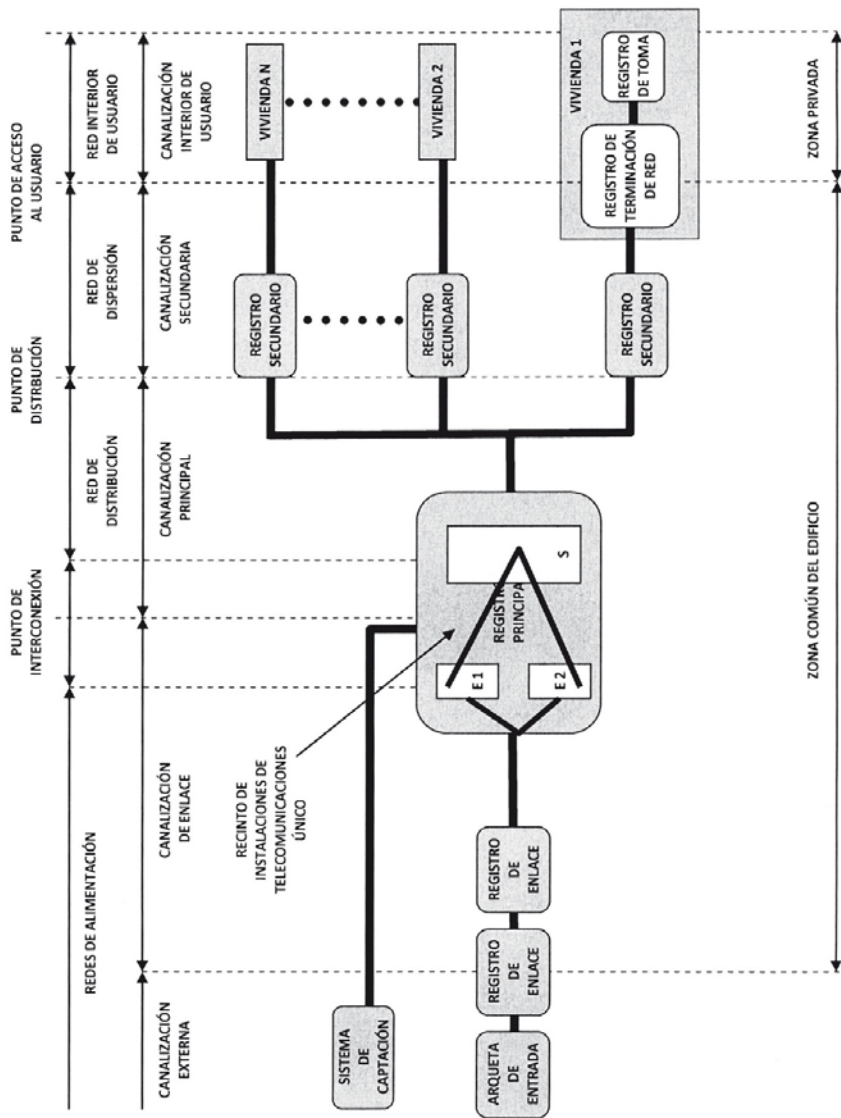 PUNTO DE
INTERCONEXIÓN
PUNTO DE
DISTRBUCIÓN
PUNTO DE ACCESO
AL USUARIO
REDES DE ALIMENTACIÓN
RED DE
DISTRIBUCIÓN
RED DE
DISPERSIÓN
RED INTERIOR
DE USUARIO
CANALIZACIÓN
EXTERNA
CANALIZACIÓN
DE ENLACE
CANALIZACIÓN
PRINCIPAL
CANALIZACIÓN
SECUNDARIA
CANALIZACIÓN
INTERIOR DE
USUARIO
RECINTO DE
INSTALACIONES DE
TELECOMUNICACIONES
ÚNICO
SISTEMA
DE
CAPTACIÓN
REGISTRO
SECUNDARIO
VIVIENDA N
REGISTRO
SECUNDARIO
VIVIENDA 2
ARQUETA
DE
ENTRADA
REGISTRO
DE
ENLACE
REGISTRO
DE
ENLACE
E 1
E 2
REGISTRO
PRINCIPA
S
REGISTRO
SECUNDARIO
VIVIENDA 1
REGISTRO DE
TERMINACIÓN
DE RED
REGISTRO
DE TOMA
ZONA COMÚN DEL EDIFICIO
ZONA PRIVADA